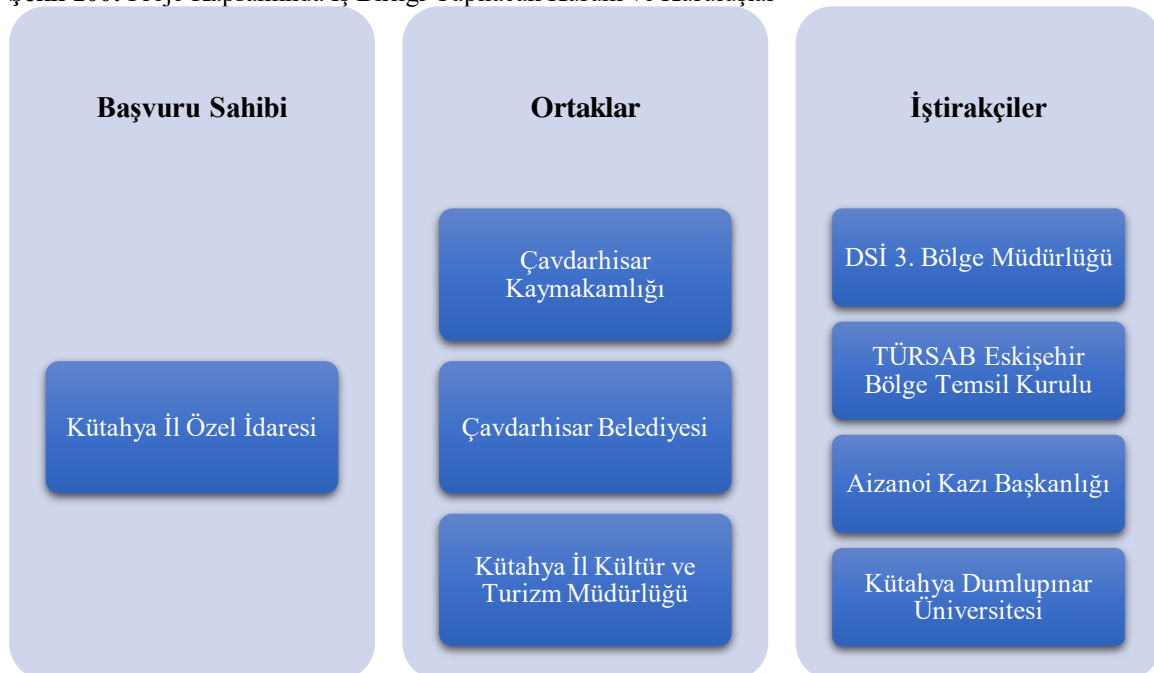 Başvuru Sahibi
Kütahya İl Özel İdaresi
Ortaklar
Çavdarhisar
Kaymakamlığı
Çavdarhisar Belediyesi
Kütahya İl Kültür ve
Turizm Müdürlüğü
İştirakçiler
DSİ 3. Bölge Müdürlüğü
TÜRSAB Eskişehir
Bölge Temsil Kurulu
Aizanoi Kazı Başkanlığı
Kütahya Dumlupınar
Üniversitesi